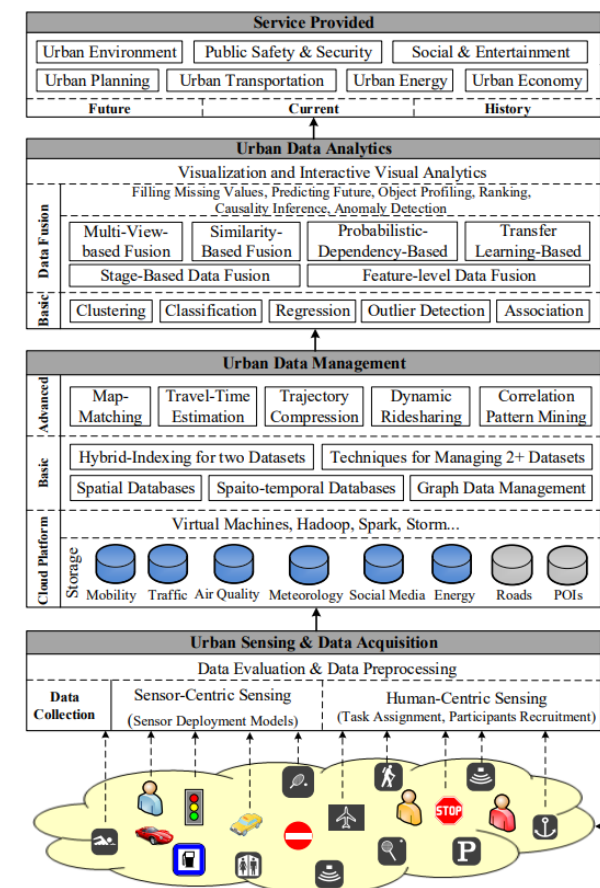 Service Provided
Urban Environment
Public Safety & Security
Social & Entertainment
Urban Planning
Urban Transportation
Urban Energy
Urban Economy
Future
Current
History
Urban Data Analytics
Visualization and Interactive Visual Analytics
Data Fusion
Filling Missing Values, Predicting Future, Object Profiling, Ranking,
Causality Inference, Anomaly Detection
Multi-View-
based Fusion
Similarity-
Based Fusion
Probabilistic-
Dependency-Based
Transfer
Learning-Based
Stage-Based Data Fusion
Feature-level Data Fusion
Basic
Clustering
Classification
Regression
Outlier Detection
Association
Urban Data Management
Advanced
Map-
Matching
Travel-Time
Estimation
Trajectory
Compression
Dynamic
Ridesharing
Correlation
Pattern Mining
Basic
Hybrid-Indexing for two Datasets
Techniques for Managing 2+ Datasets
Spatial Databases
Spaito-temporal Databases
Graph Data Management
Cloud Platform
Virtual Machines, Hadoop, Spark, Storm...
Storage
Mobility
Traffic
Air Quality
Meteorology
Social Media
Energy
Roads
POIs
Urban Sensing & Data Acquisition
Data Evaluation & Data Preprocessing
Data
Collection
Sensor-Centric Sensing
(Sensor Deployment Models)
Human-Centric Sensing
(Task Assignment, Participants Recruitment)
STOP
P